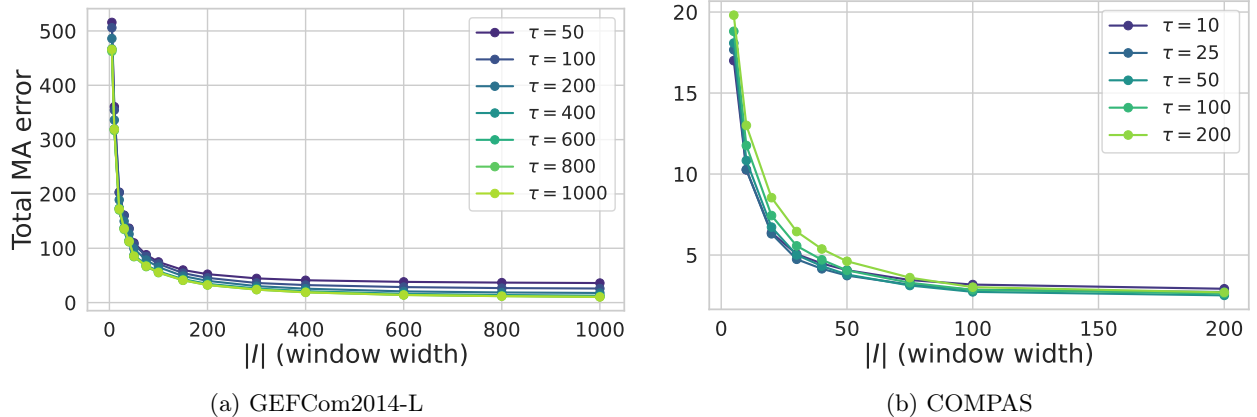 Total MA error
500
400
300
200
100
0
0 200 400 600 800 1000
|I| (window width)
τ = 50
τ = 100
τ = 200
τ = 400
τ = 600
τ = 800
τ = 1000
(a) GEFCom2014-L
20
15
10
5
0 50 100 150 200
|I| (window width)
τ = 10
τ = 25
τ = 50
τ = 100
τ = 200
(b) COMPAS